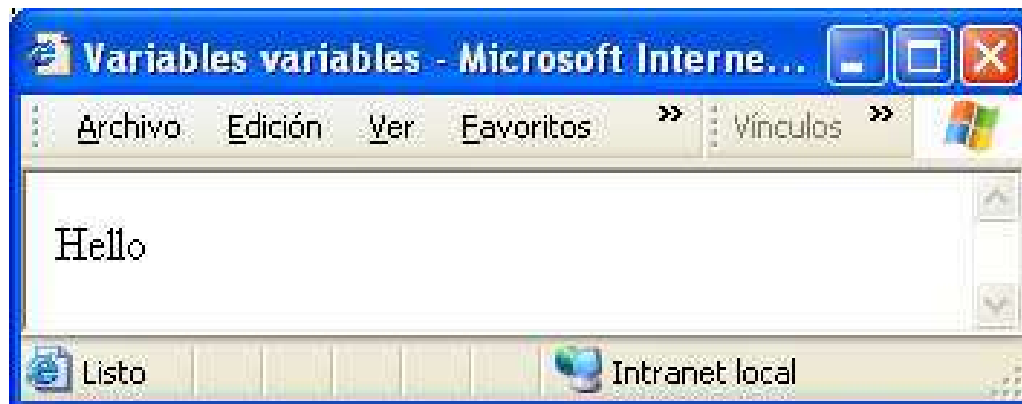 Variables variables - Microsoft Interne...
Archivo Edición Ver Favoritos » Vínculos »
Hello
Listo Intranet local